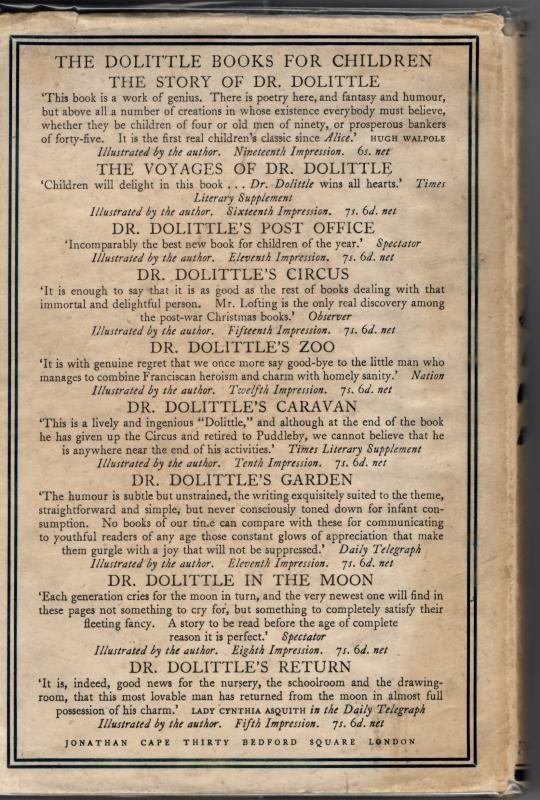 THE DOLITTLE BOOKS FOR CHILDREN
THE STORY OF DR. DOLITTLE
'This book is a work of genius. There is poetry here, and fantasy and humour,
but above all a number of creations in whose existence everybody must believe,
whether they be children of four or old men of ninety, or prosperous bankers
of forty-five. It is the first real children's classic since Alice.' HUGH WALPOLE
Illustrated by the author. Nineteenth Impression. 6s. net
THE VOYAGES OF DR. DOLITTLE
'Children will delight in this book . . . Dr. Dolittle wins all hearts.' Times
Literary Supplement
Illustrated by the author. Sixteenth Impression. 7s. 6d. net
DR. DOLITTLE'S POST OFFICE
'Incomparably the best new book for children of the year.' Spectator
Illustrated by the author. Eleventh Impression. 7s. 6d. net
DR. DOLITTLE'S CIRCUS
'It is enough to say that it is as good as the rest of books dealing with that
immortal and delightful person. Mr. Lofting is the only real discovery among
the post-war Christmas books.' Observer
Illustrated by the author. Fifteenth Impression. 7s. 6d. net
DR. DOLITTLE'S ZOO
'It is with genuine regret that we once more say good-bye to the little man who
manages to combine Franciscan heroism and charm with homely sanity.' Nation
Illustrated by the author. Twelfth Impression. 7s. 6d. net
DR. DOLITTLE'S CARAVAN
'This is a lively and ingenious "Dolittle," and although at the end of the book
he has given up the Circus and retired to Puddleby, we cannot believe that he
is anywhere near the end of his activities.' Times Literary Supplement
Illustrated by the author. Tenth Impression. 7s. 6d. net
DR. DOLITTLE'S GARDEN
'The humour is subtle but unstrained, the writing exquisitely suited to the theme,
straightforward and simple, but never consciously toned down for infant con-
sumption. No books of our time can compare with these for communicating
to youthful readers of any age those constant glows of appreciation that make
them gurgle with a joy that will not be suppressed.' Daily Telegraph
Illustrated by the author. Eleventh Impression. 7s. 6d. net
DR. DOLITTLE IN THE MOON
'Each generation cries for the moon in turn, and the very newest one will find in
these pages not something to cry for, but something to completely satisfy their
fleeting fancy. A story to be read before the age of complete
reason it is perfect.' Spectator
Illustrated by the author. Eighth Impression. 7s. 6d. net
DR. DOLITTLE'S RETURN
'It is, indeed, good news for the nursery, the schoolroom and the drawing-
room, that this most lovable man has returned from the moon in almost full
possession of his charm.' LADY CYNTHIA ASQUITH in the Daily Telegraph
Illustrated by the author. Fifth Impression. 7s. 6d. net
JONATHAN CAPE THIRTY BEDFORD SQUARE LONDON